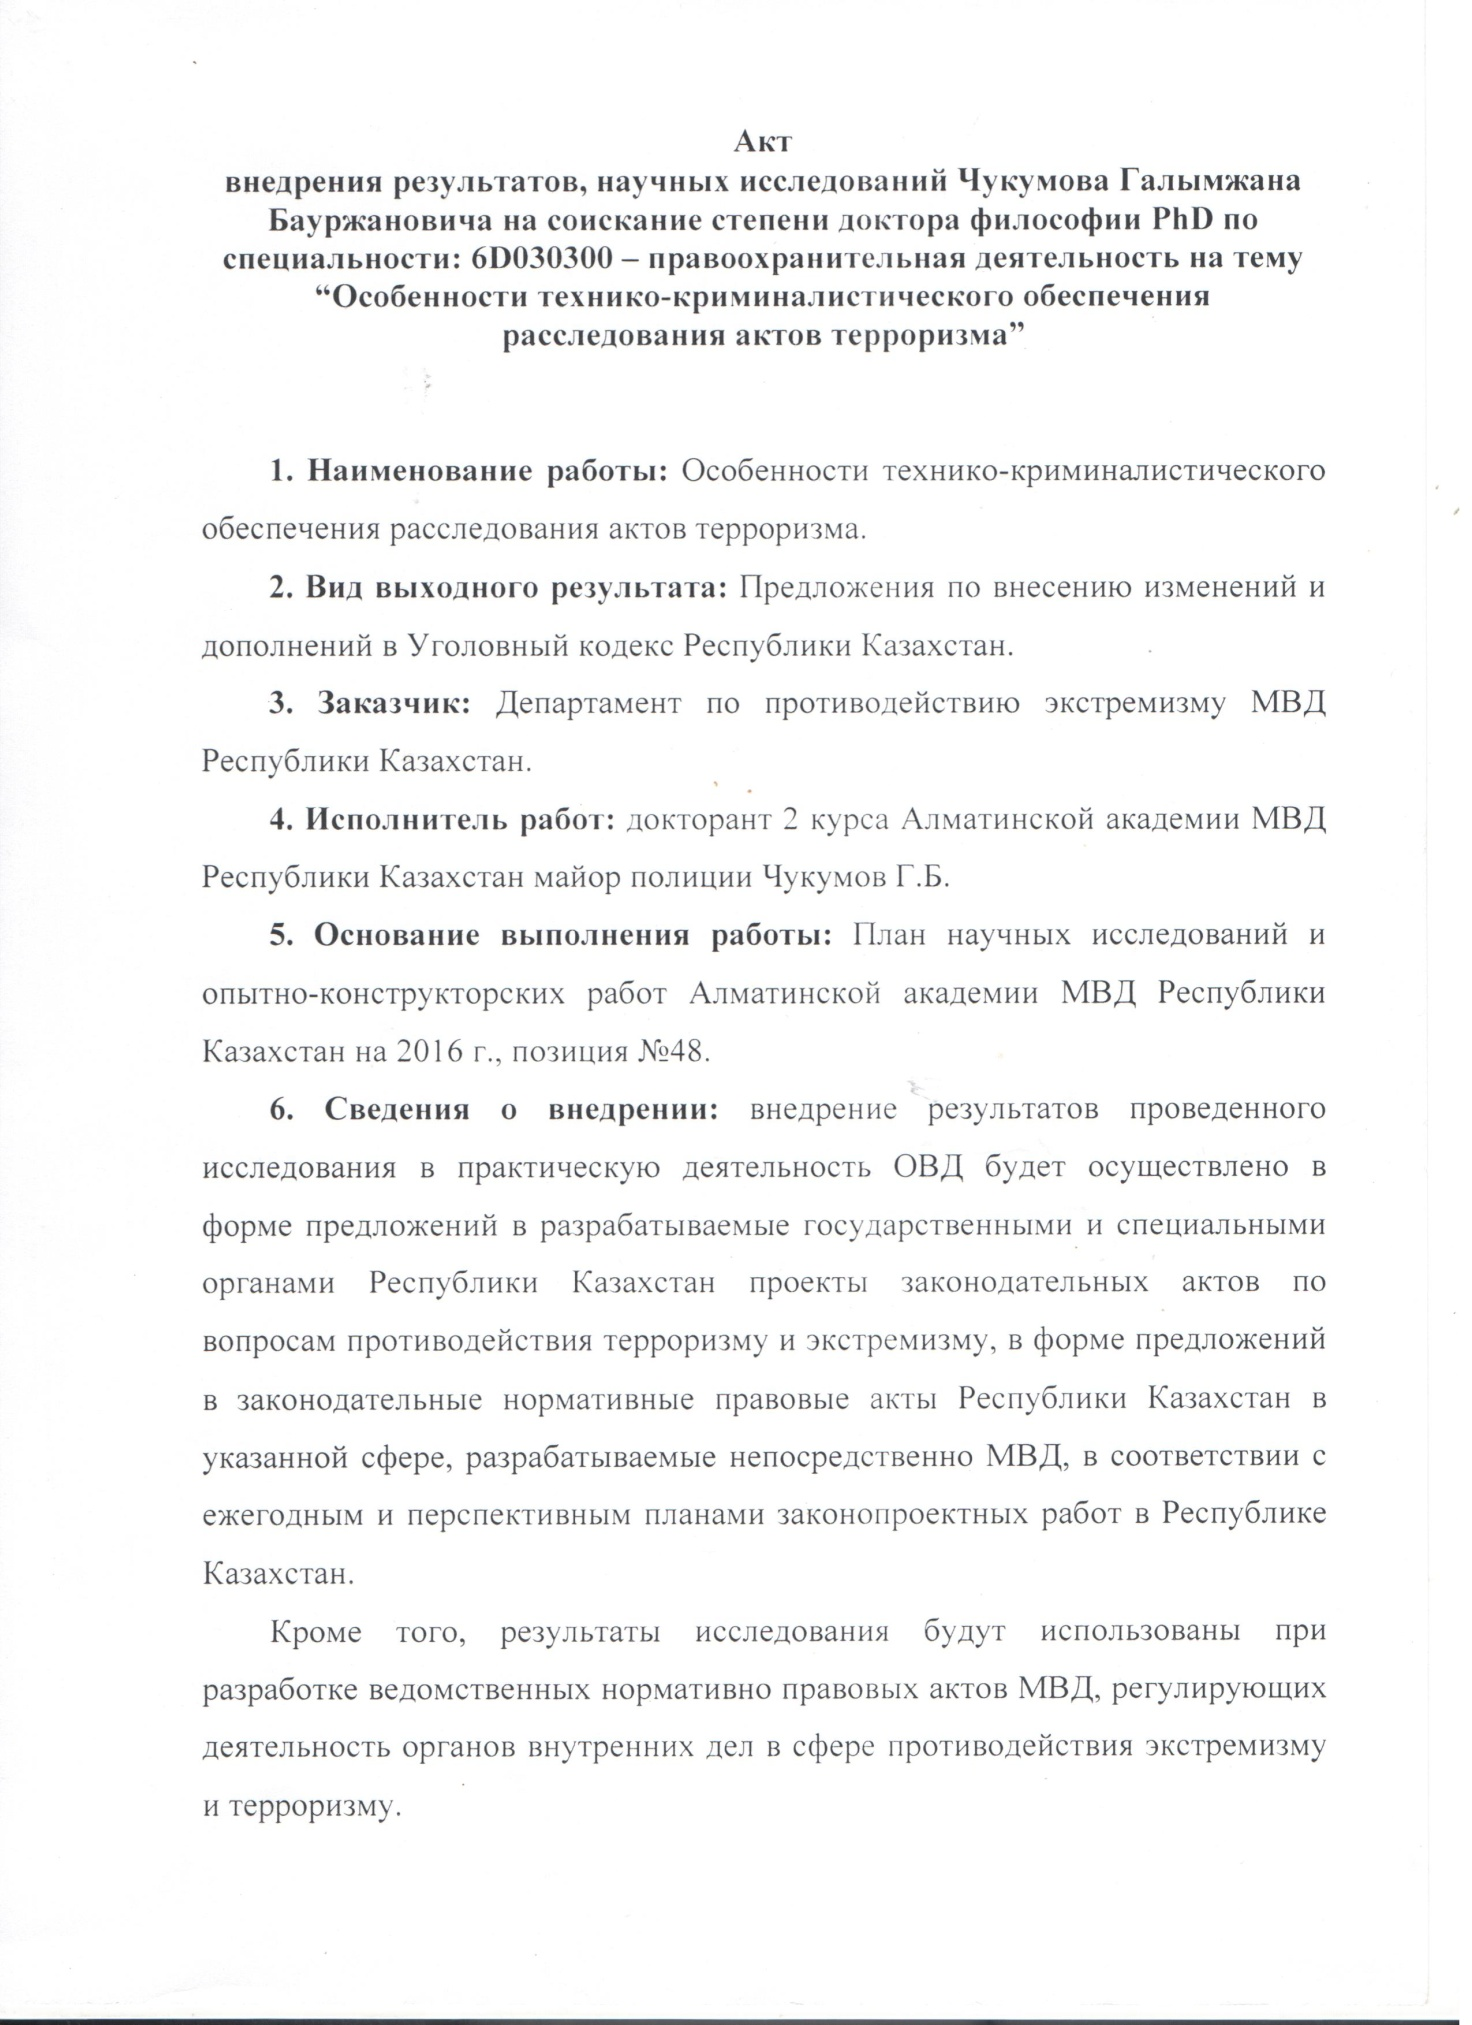 Акт
внедрения результатов, научных исследований Чукумова Галымжана
Бауржановича на соискание степени доктора философии PhD по
специальности: 6D030300 – правоохранительная деятельность на тему
“Особенности технико-криминалистического обеспечения
расследования актов терроризма”
1. Наименование работы: Особенности технико-криминалистического
обеспечения расследования актов терроризма.
2. Вид выходного результата: Предложения по внесению изменений и
дополнений в Уголовный кодекс Республики Казахстан.
3. Заказчик: Департамент по противодействию экстремизму МВД
Республики Казахстан.
4. Исполнитель работ: докторант 2 курса Алматинской академии МВД
Республики Казахстан майор полиции Чукумов Г.Б.
5. Основание выполнения работы: План научных исследований и
опытно-конструкторских работ Алматинской академии МВД Республики
Казахстан на 2016 г., позиция №48.
6. Сведения о внедрении: внедрение результатов проведенного
исследования в практическую деятельность ОВД будет осуществлено в
форме предложений в разрабатываемые государственными и специальными
органами Республики Казахстан проекты законодательных актов по
вопросам противодействия терроризму и экстремизму, в форме предложений
в законодательные нормативные правовые акты Республики Казахстан в
указанной сфере, разрабатываемые непосредственно МВД, в соответствии с
ежегодным и перспективным планами законопроектных работ в Республике
Казахстан.
Кроме того, результаты исследования будут использованы при
разработке ведомственных нормативно правовых актов МВД, регулирующих
деятельность органов внутренних дел в сфере противодействия экстремизму
и терроризму.